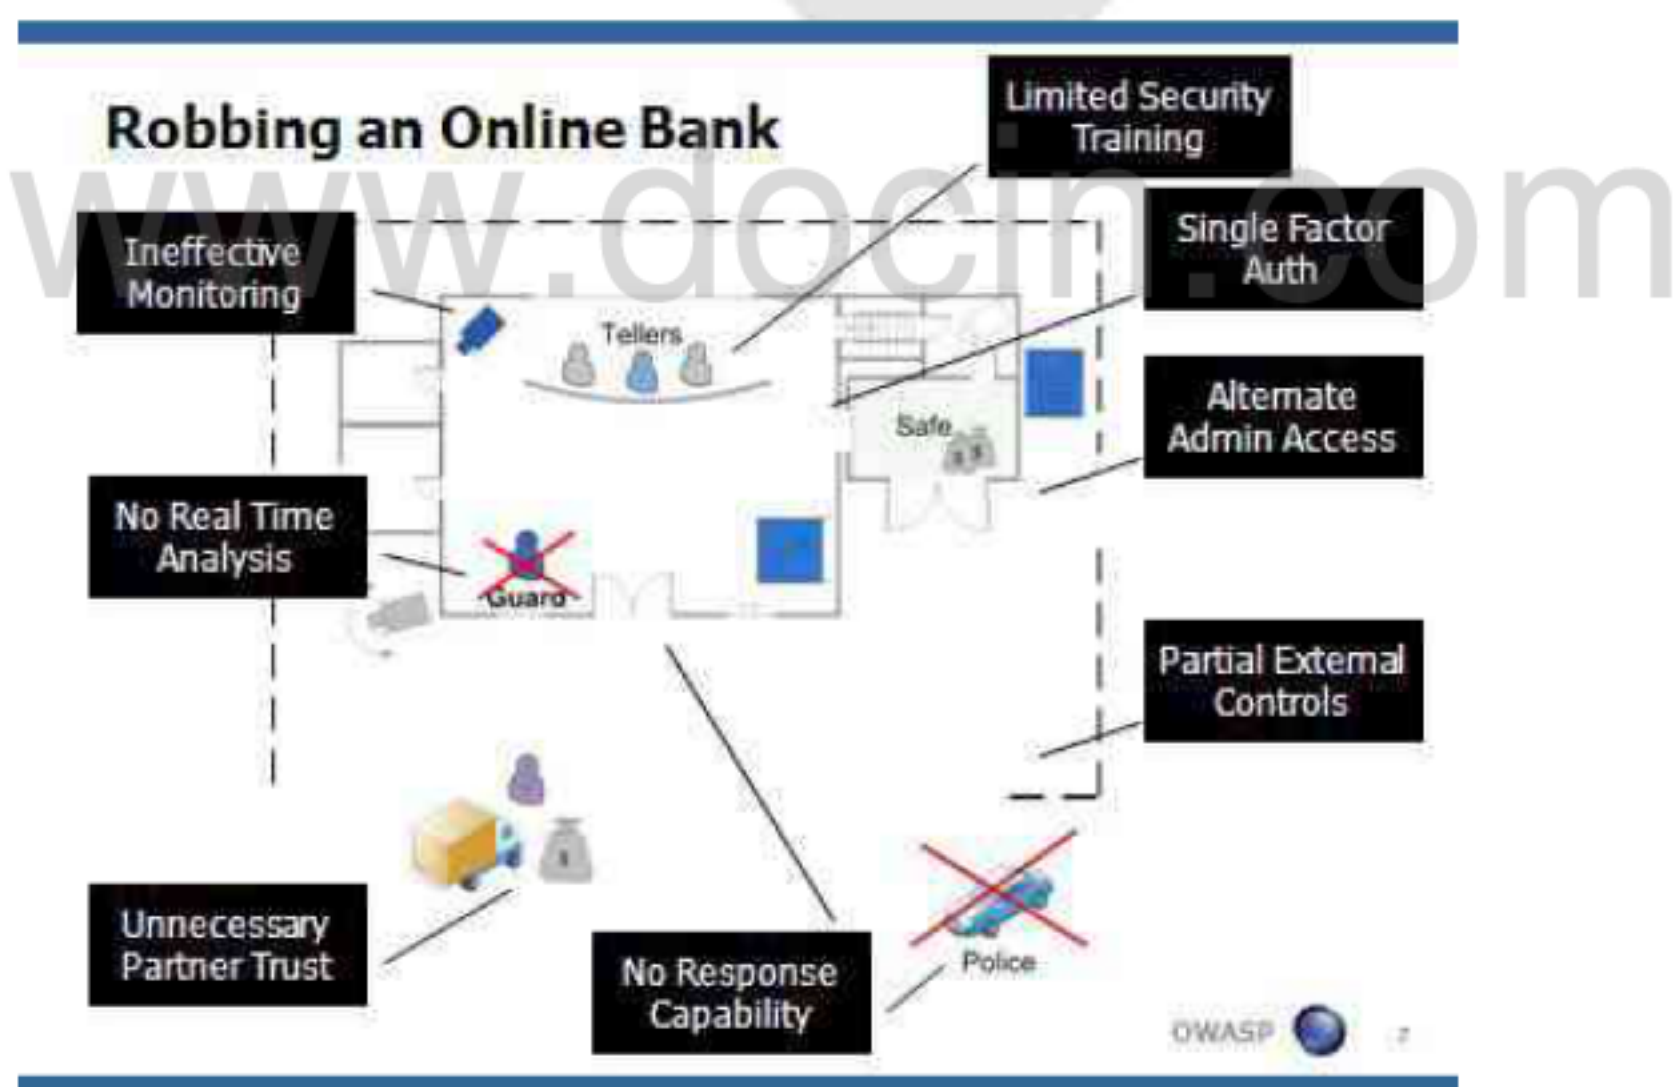 Robbing an Online Bank
Limited Security
Training
Ineffective
Monitoring
Single Factor
Auth
Tellers
Alternate
Admin Access
Safe
No Real Time
Analysis
Guard
Partial External
Controls
Unnecessary
Partner Trust
No Response
Capability
Police
OWASP
www.docin.com